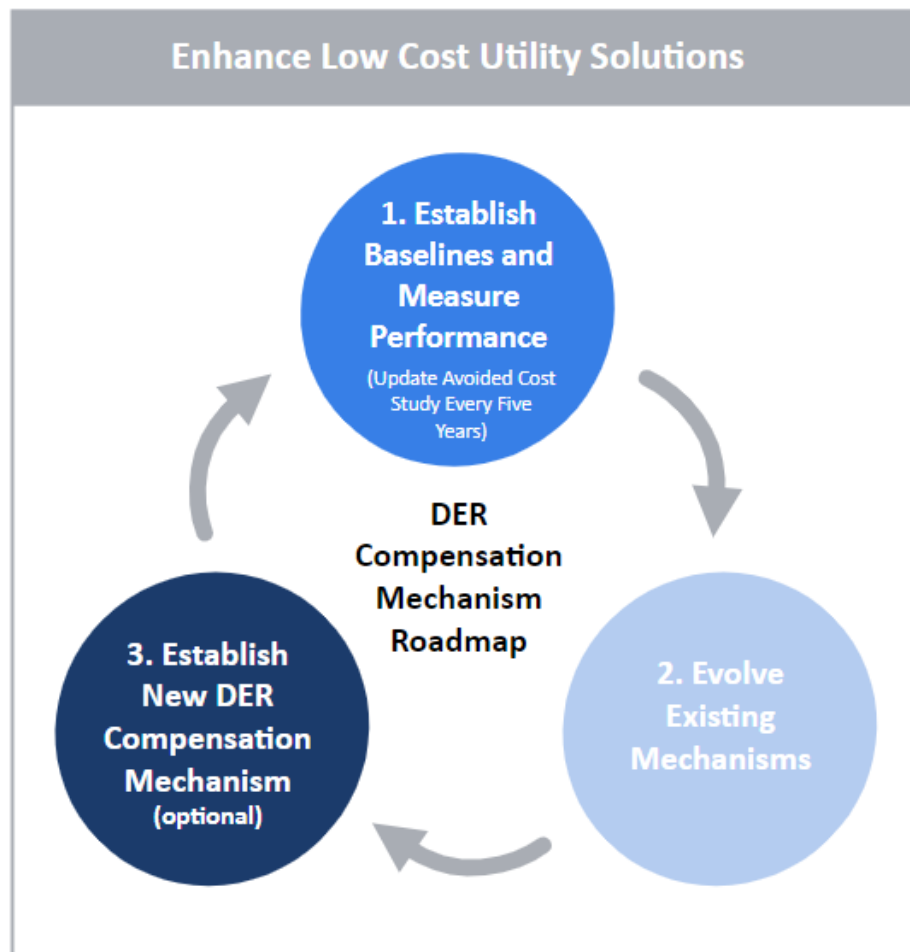 Enhance Low Cost Utility Solutions
1. Establish
Baselines and
Measure
Performance
(Update Avoided Cost
Study Every Five
Years)
DER
Compensation
Mechanism
Roadmap
2. Evolve
Existing
Mechanisms
3. Establish
New DER
Compensation
Mechanism
(optional)